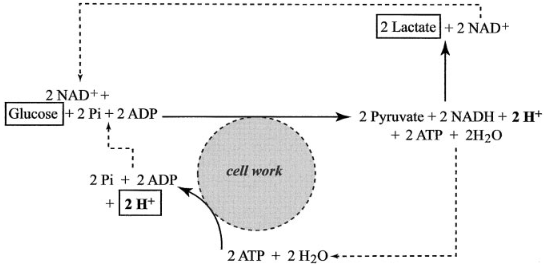 2 Lactate + 2 NAD⁺
2 NAD⁺ +
Glucose + 2 Pi + 2 ADP
2 Pyruvate + 2 NADH + 2 H⁺
+ 2 ATP + 2H₂O
cell work
2 Pi + 2 ADP
+ 2 H⁺
2 ATP + 2 H₂O